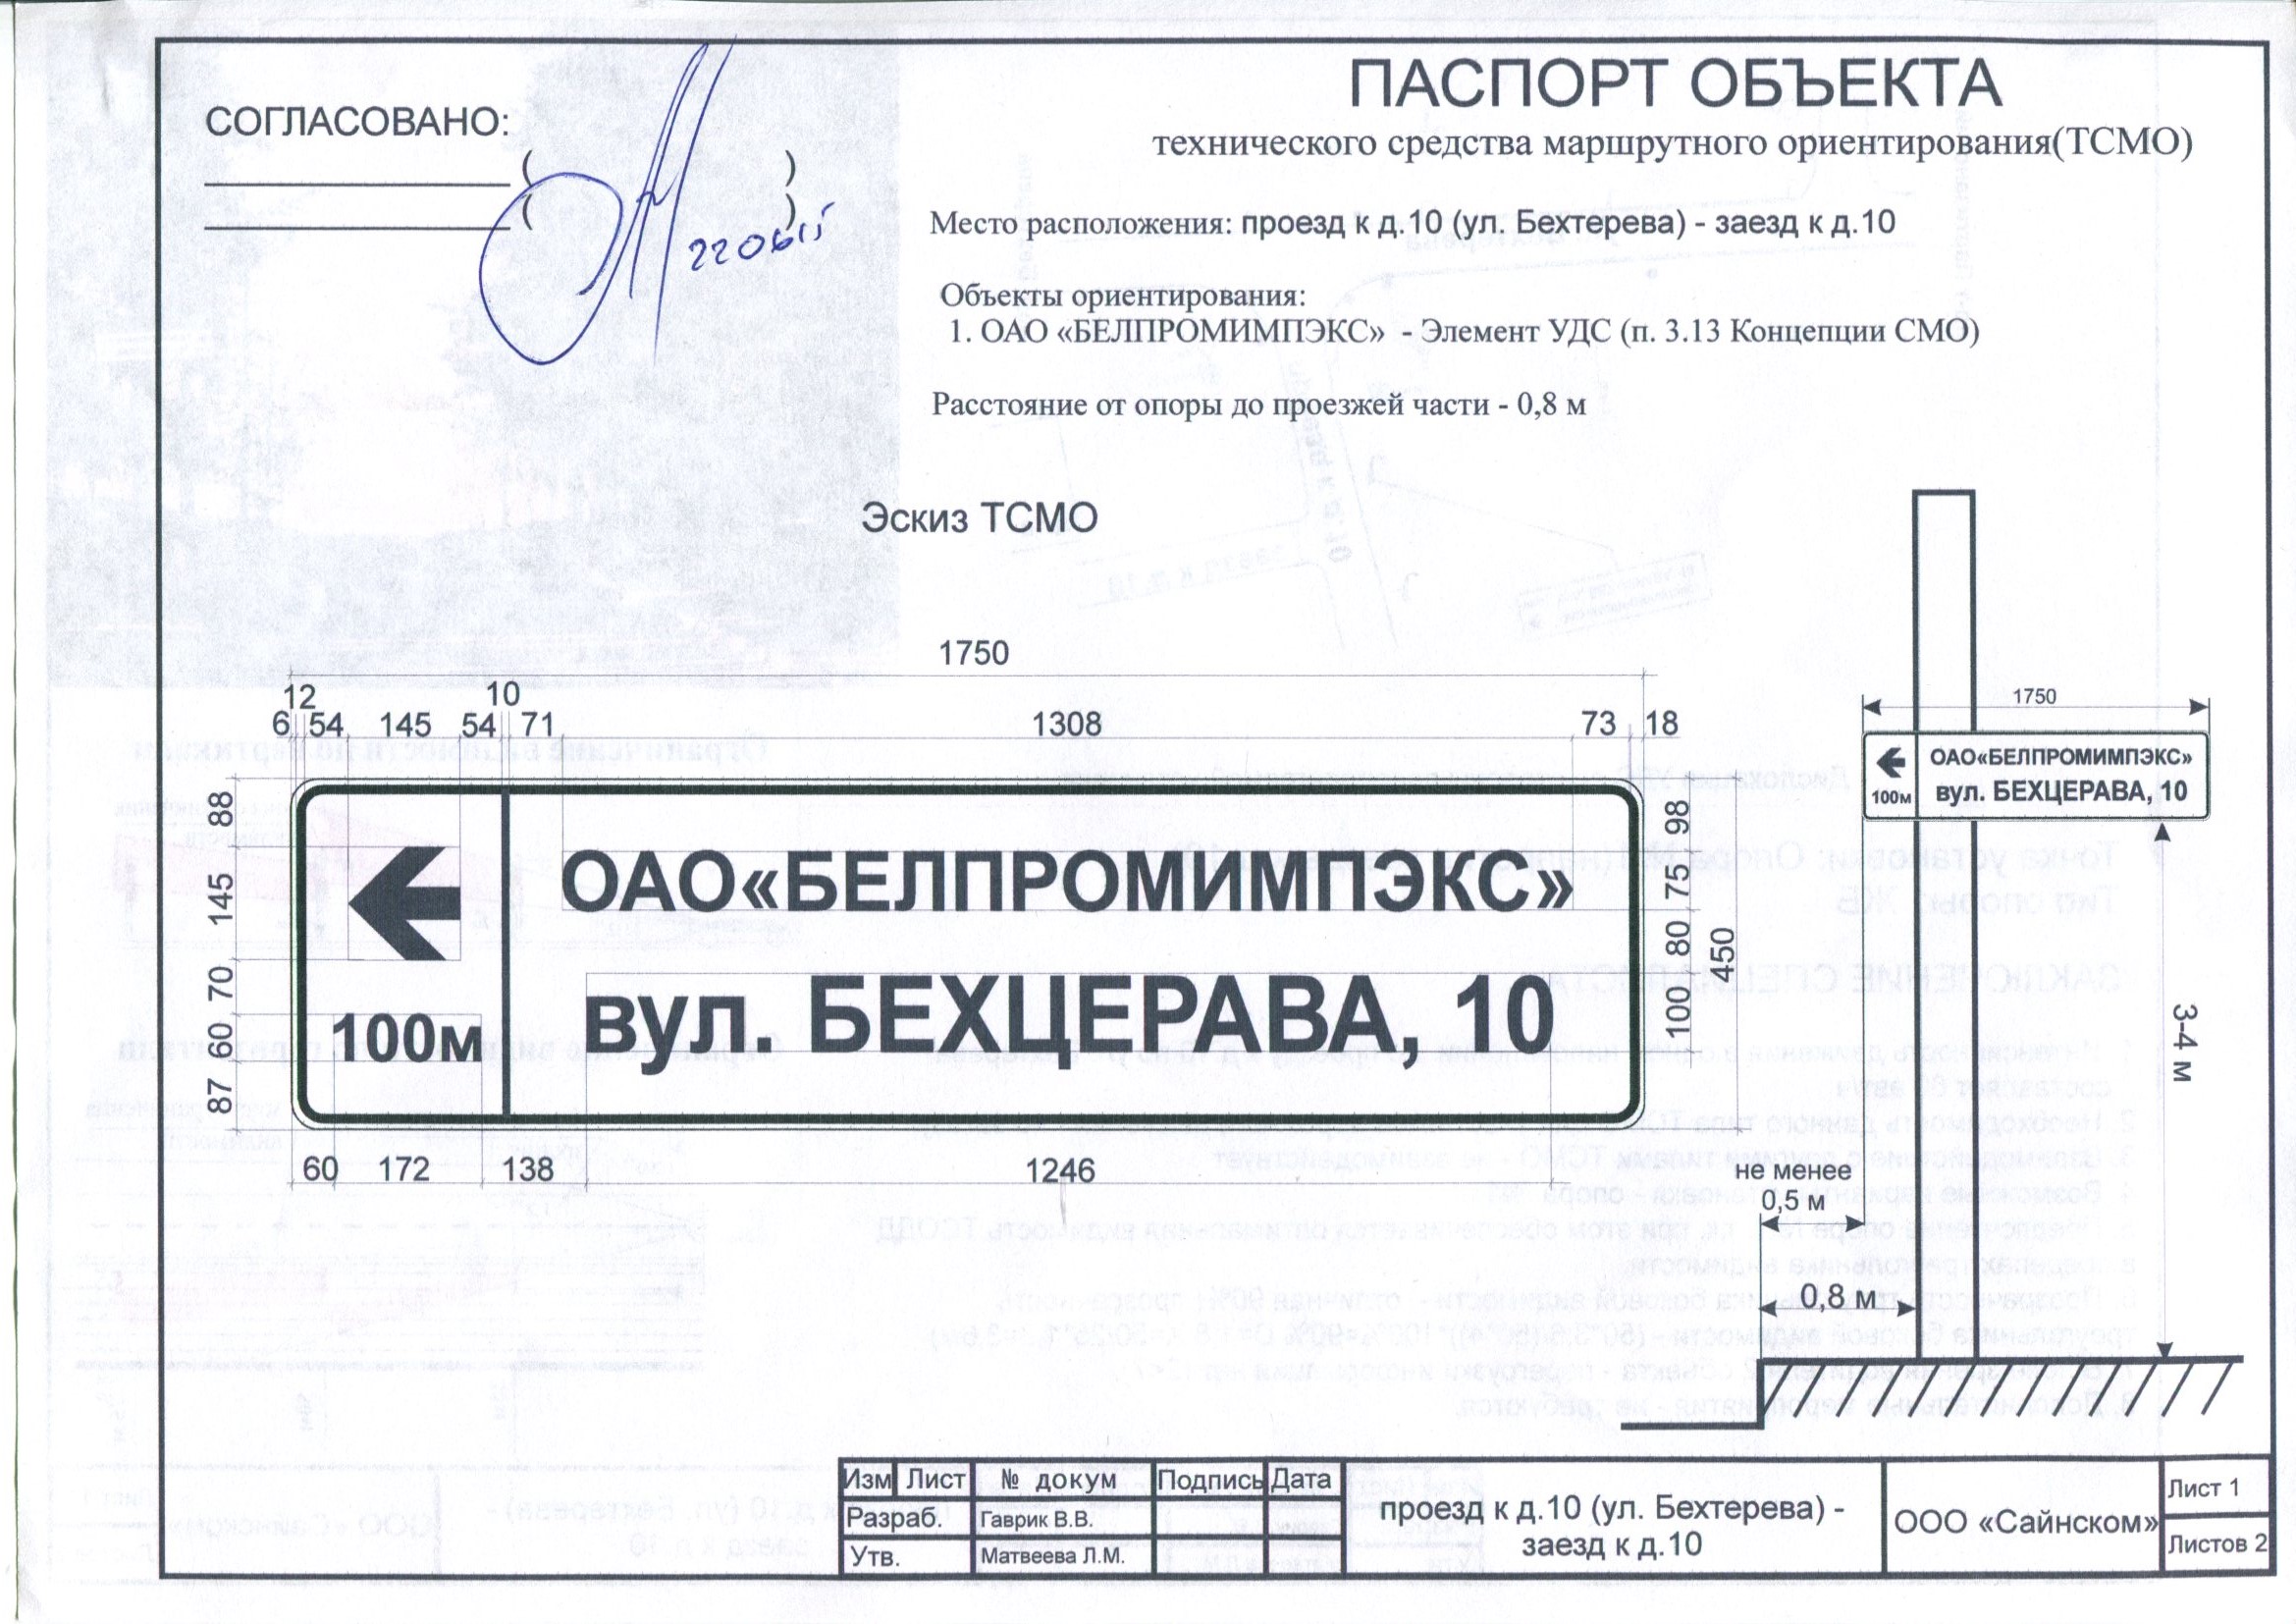 СОГЛАСОВАНО:
( )
( )
220615
ПАСПОРТ ОБЪЕКТА
технического средства маршрутного ориентирования(ТСМО)
Место расположения: проезд к д.10 (ул. Бехтерева) - заезд к д.10
Объекты ориентирования:
1. ОАО «БЕЛПРОМИМПЭКС» - Элемент УДС (п. 3.13 Концепции СМО)
Расстояние от опоры до проезжей части - 0,8 м
Эскиз ТСМО
1750
12 10
6 54 145 54 71 1308 73 18
88
145
70
60
87
ОАО«БЕЛПРОМИМПЭКС»
100м
вул. БЕХЦЕРАВА, 10
98
75
80
100
450
60 172 138 1246
1750
ОАО«БЕЛПРОМИМПЭКС»
100м вул. БЕХЦЕРАВА, 10
3-4 м
не менее
0,5 м
0,8 м
Изм Лист № докум Подпись Дата
Разраб. Гаврик В.В.
Утв. Матвеева Л.М.
проезд к д.10 (ул. Бехтерева) -
заезд к д.10
ООО «Сайнском»
Лист 1
Листов 2